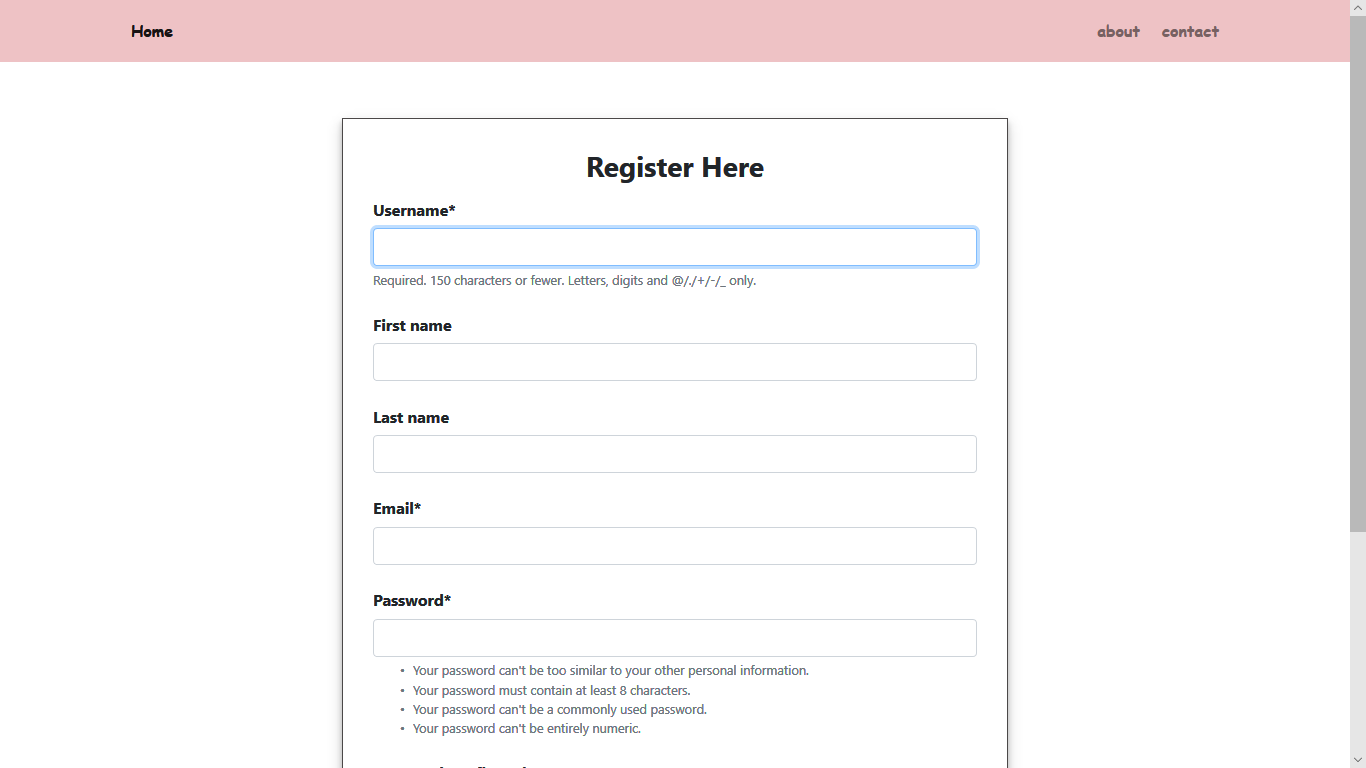 Home about contact
Register Here
Username*
Required. 150 characters or fewer. Letters, digits and @/./+/-/_ only.
First name
Last name
Email*
Password*
• Your password can't be too similar to your other personal information.
• Your password must contain at least 8 characters.
• Your password can't be a commonly used password.
• Your password can't be entirely numeric.